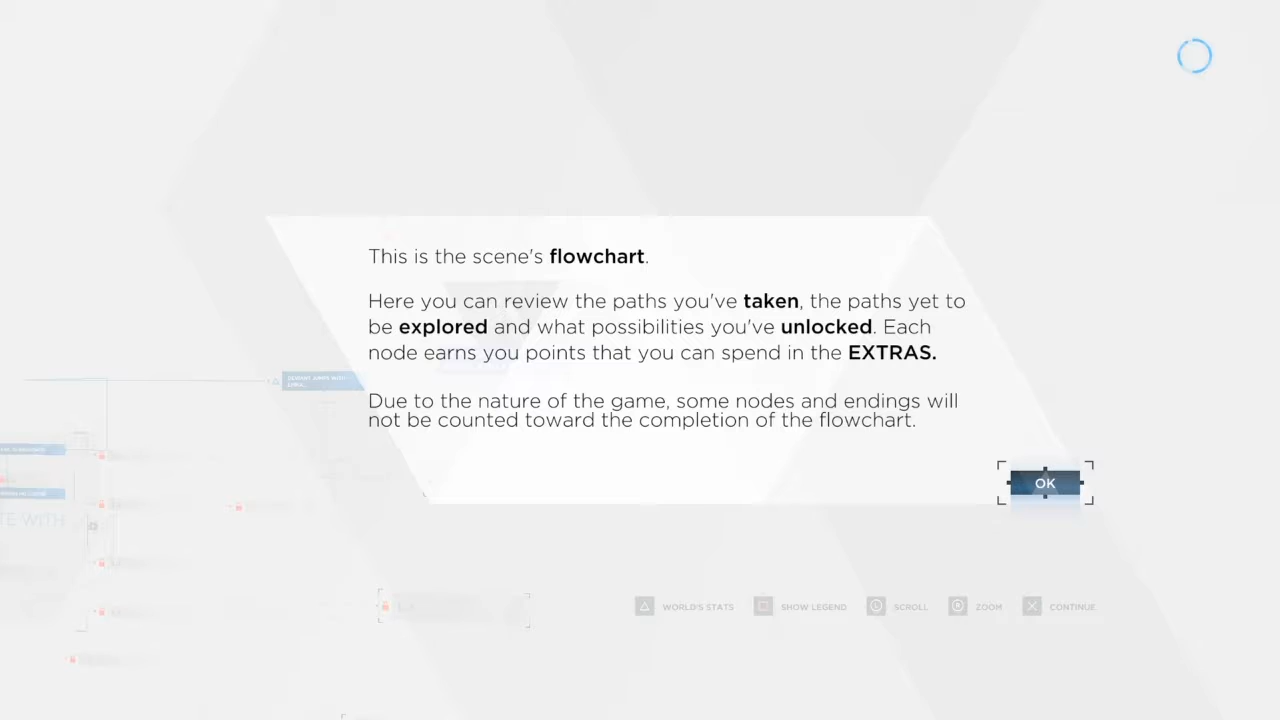 This is the scene's flowchart.
Here you can review the paths you've taken, the paths yet to
be explored and what possibilities you've unlocked. Each
node earns you points that you can spend in the EXTRAS.
Due to the nature of the game, some nodes and endings will
not be counted toward the completion of the flowchart.
OK
TE WITH
WORLD'S STATS SHOW LEGEND SCROLL ZOOM CONTINUE